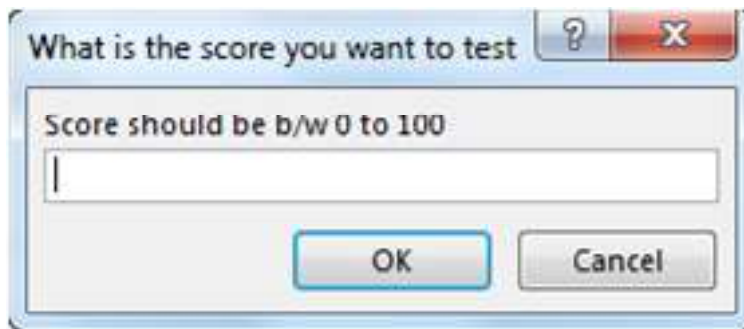 What is the score you want to test
Score should be b/w 0 to 100
OK
Cancel